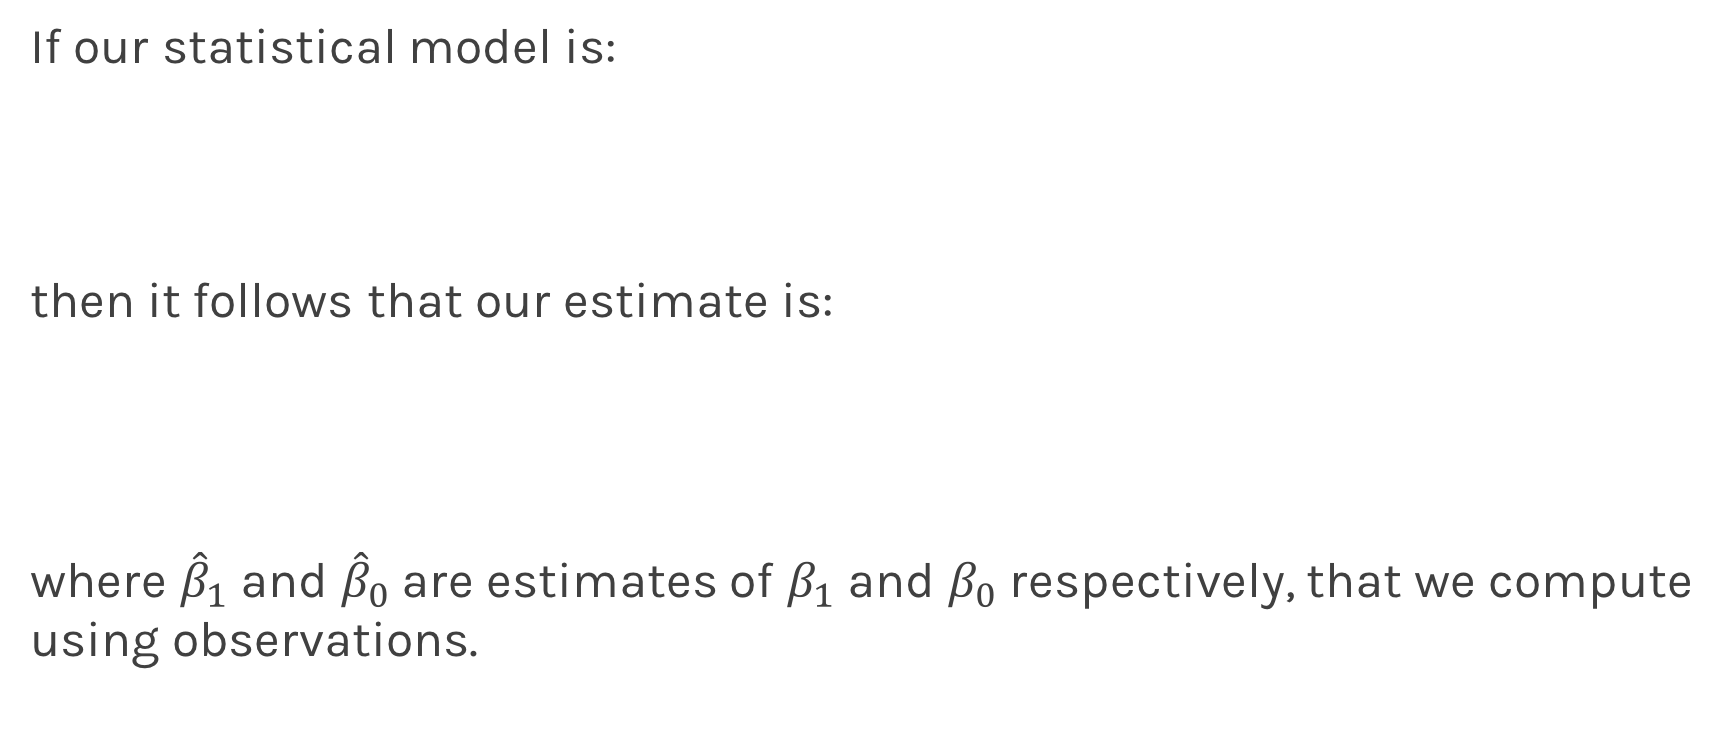 If our statistical model is:
then it follows that our estimate is:
where β̂₁ and β̂₀ are estimates of β₁ and β₀ respectively, that we compute
using observations.